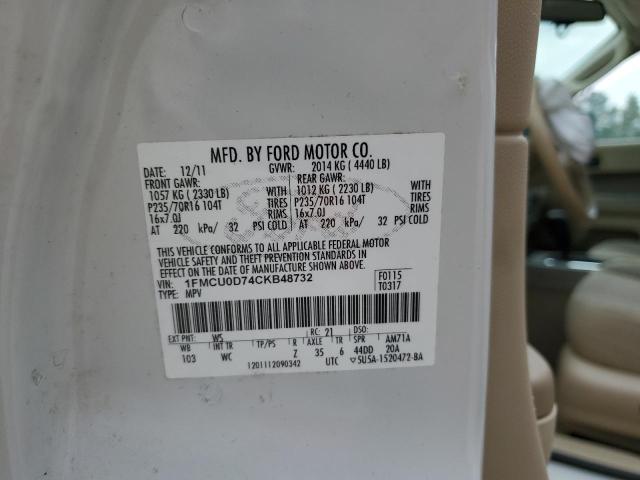 MFD. BY FORD MOTOR CO.
DATE: 12/11 GVWR: 2014 KG (4440 LB)
FRONT GAWR: REAR GAWR:
1057 KG (2330 LB) WITH 1012 KG (2230 LB) WITH
P235/70R16 104T TIRES P235/70R16 104T TIRES
16x7.0J RIMS 16x7.0J RIMS
AT 220 kPa/ 32 PSI COLD AT 220 kPa/ 32 PSI COLD
THIS VEHICLE CONFORMS TO ALL APPLICABLE FEDERAL MOTOR
VEHICLE SAFETY AND THEFT PREVENTION STANDARDS IN
EFFECT ON THE DATE OF MANUFACTURE SHOWN ABOVE.
VIN: 1FMCU0D74CKB48732 F0115
TYPE: MPV T0317
EXT PNT: WS RC: 21 DSO:
WB INT TR TP/PS R AXLE TR SPR AM71A
103 WC Z 35 6 44DD 20A
1201112090342 UTC 5U5A-1520472-BA